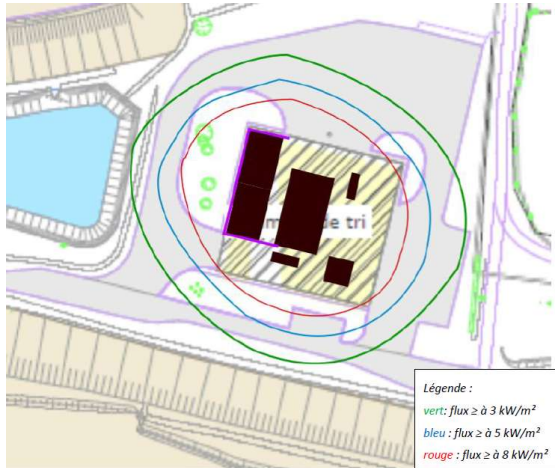 de tri
Légende :
vert: flux ≥ à 3 kW/m²
bleu : flux ≥ à 5 kW/m²
rouge : flux ≥ à 8 kW/m²